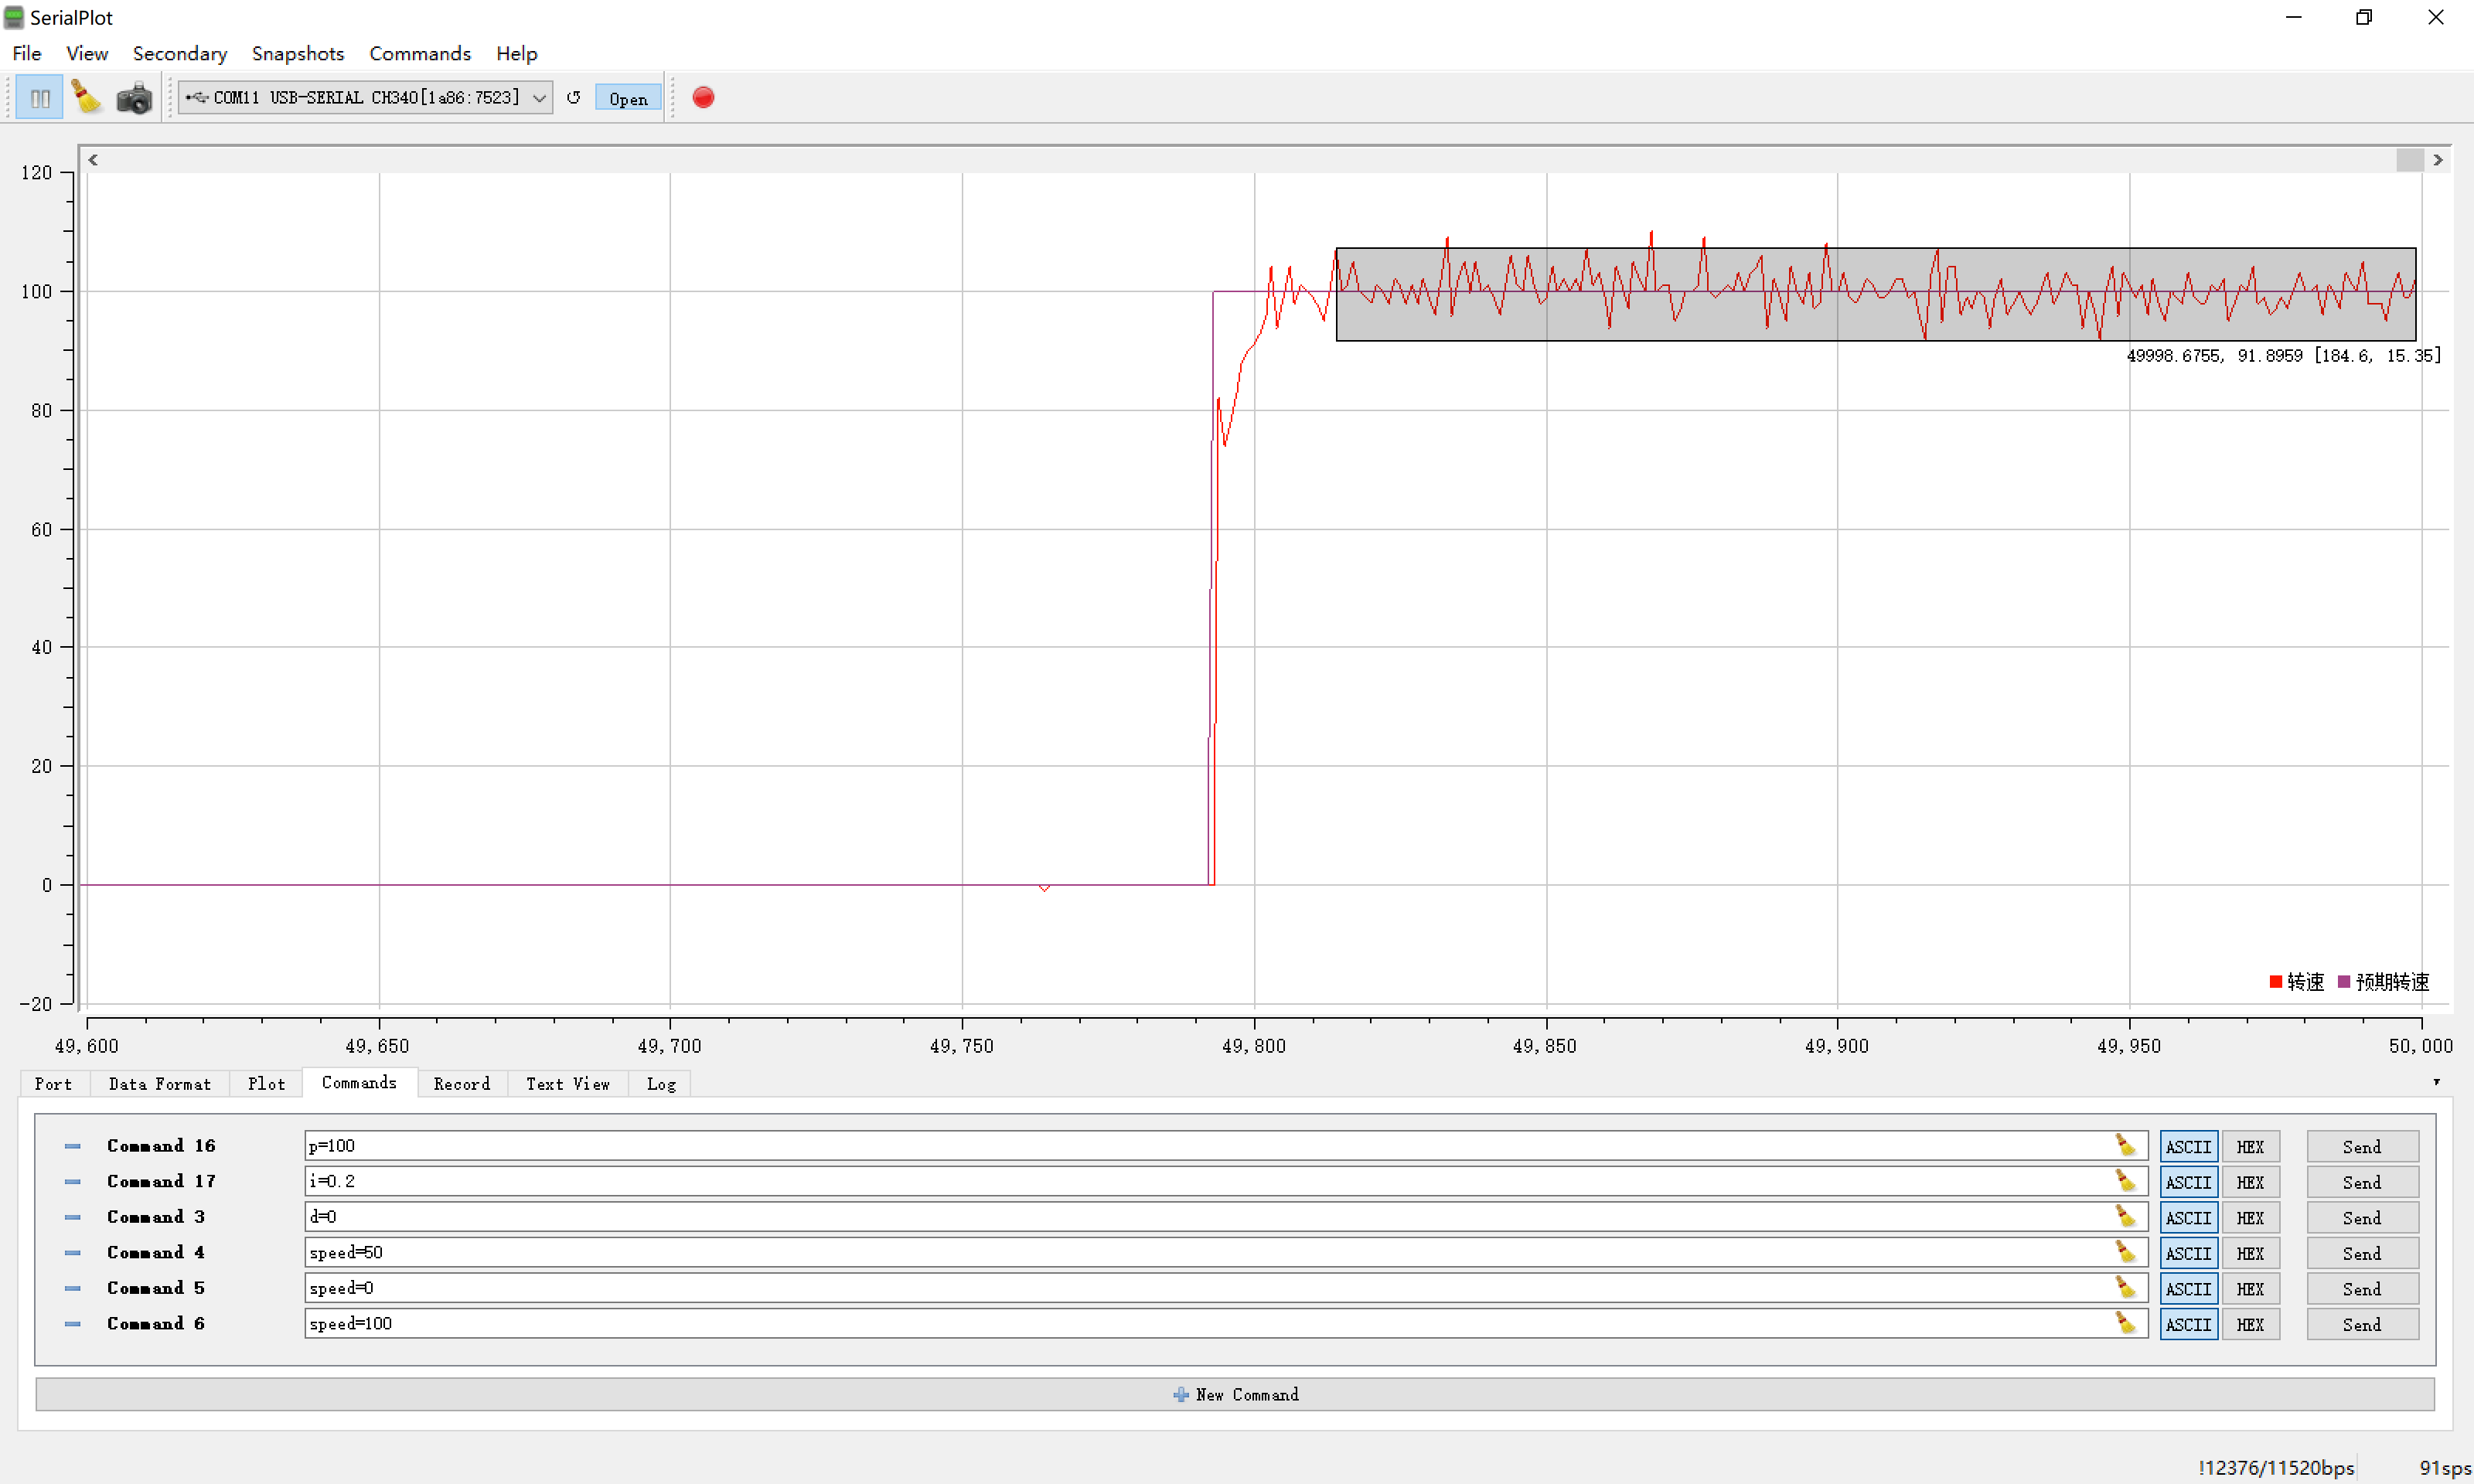 SerialPlot
File View Secondary Snapshots Commands Help
COM11 USB-SERIAL CH340[1a86:7523] Open
120
100
80
60
40
20
0
-20
49998.6755, 91.8959 [184.6, 15.35]
转速 预期转速
49,600 49,650 49,700 49,750 49,800 49,850 49,900 49,950 50,000
Port Data Format Plot Commands Record Text View Log
Command 16 p=100 ASCII HEX Send
Command 17 i=0.2 ASCII HEX Send
Command 3 d=0 ASCII HEX Send
Command 4 speed=50 ASCII HEX Send
Command 5 speed=0 ASCII HEX Send
Command 6 speed=100 ASCII HEX Send
New Command
!12376/11520bps 91sps